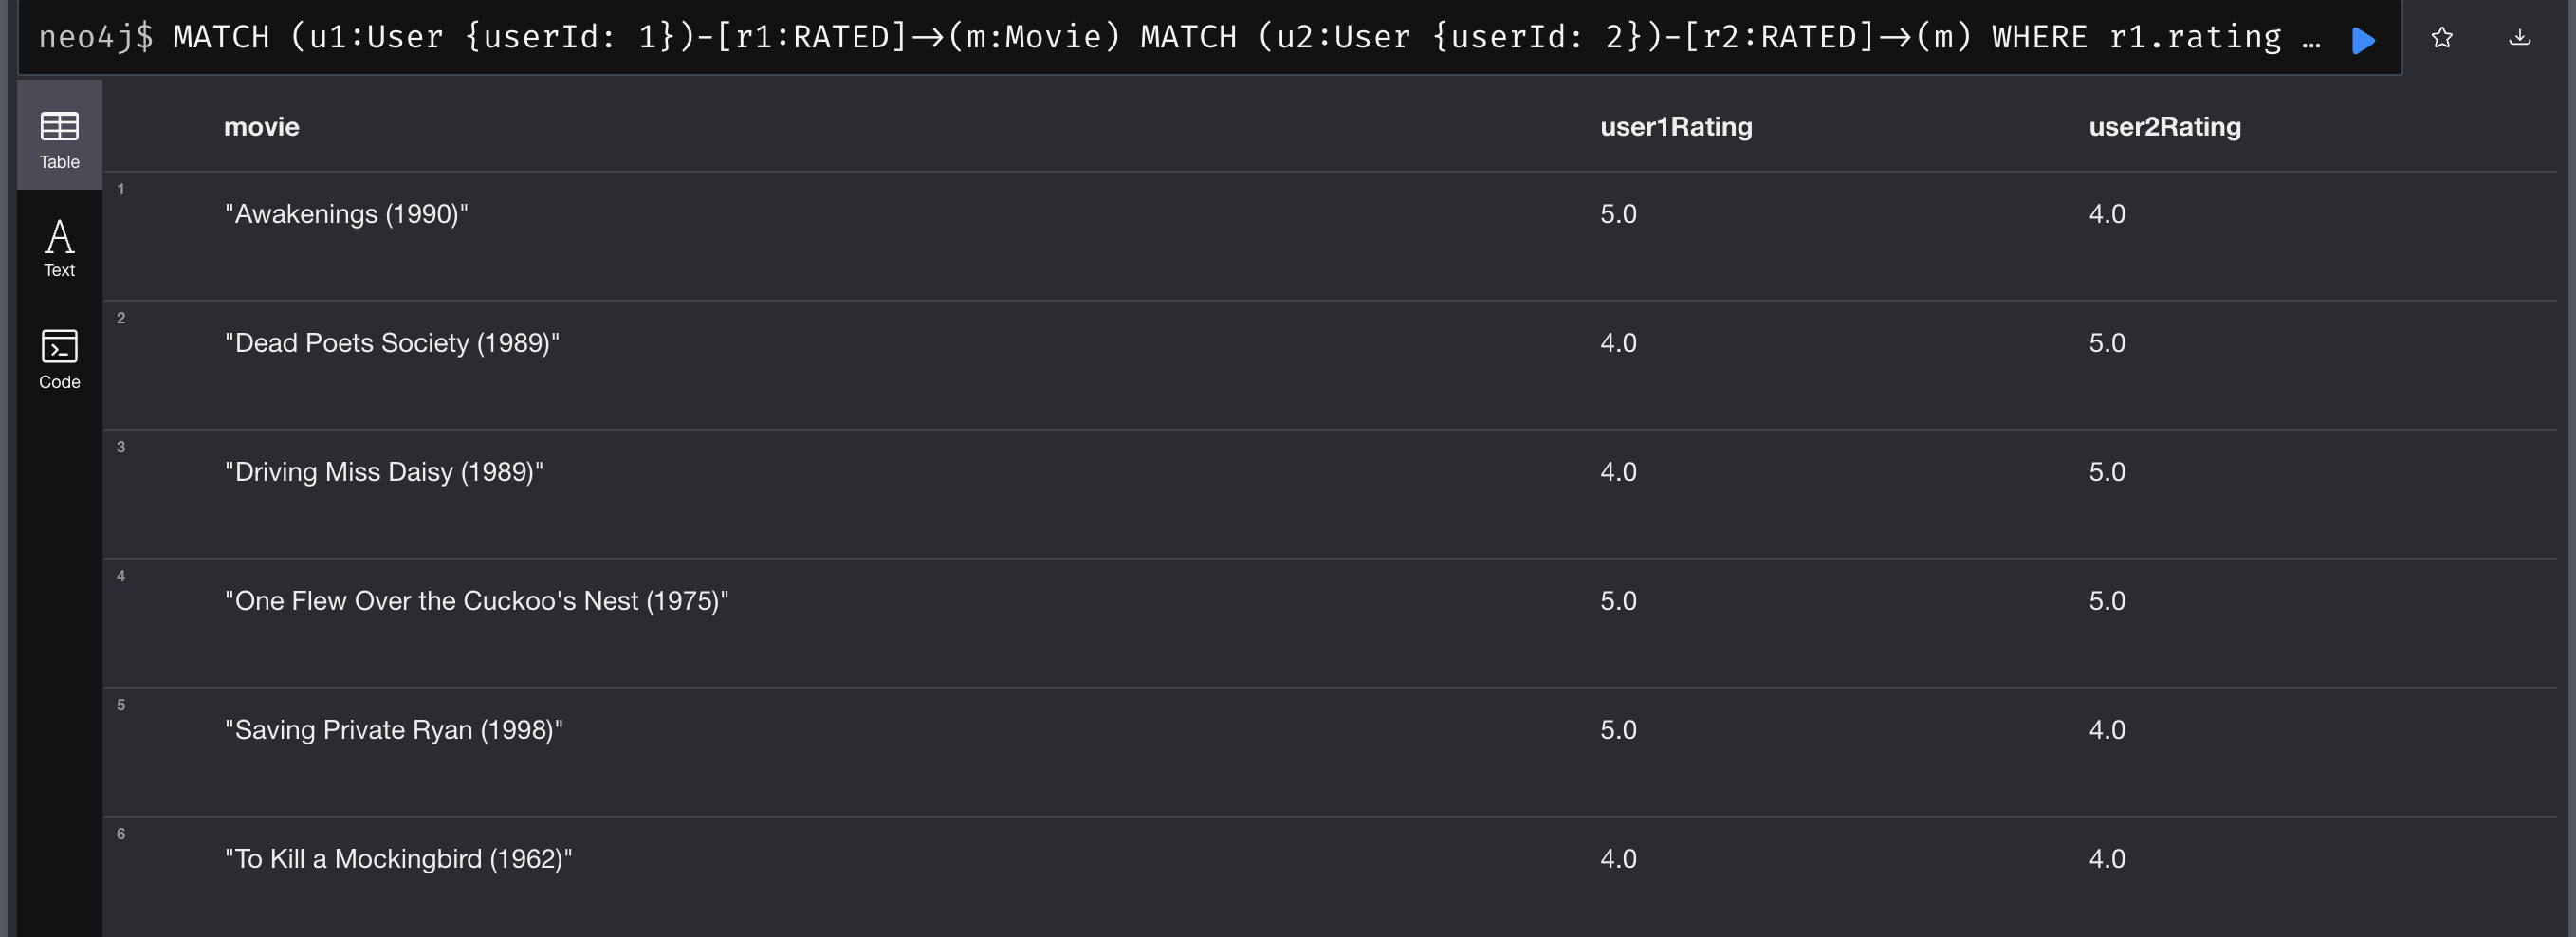 neo4j$ MATCH (u1:User {userId: 1})-[r1:RATED]→(m:Movie) MATCH (u2:User {userId: 2})-[r2:RATED]→(m) WHERE r1.rating …
Table
Text
Code
movie user1Rating user2Rating
1
"Awakenings (1990)" 5.0 4.0
2
"Dead Poets Society (1989)" 4.0 5.0
3
"Driving Miss Daisy (1989)" 4.0 5.0
4
"One Flew Over the Cuckoo's Nest (1975)" 5.0 5.0
5
"Saving Private Ryan (1998)" 5.0 4.0
6
"To Kill a Mockingbird (1962)" 4.0 4.0